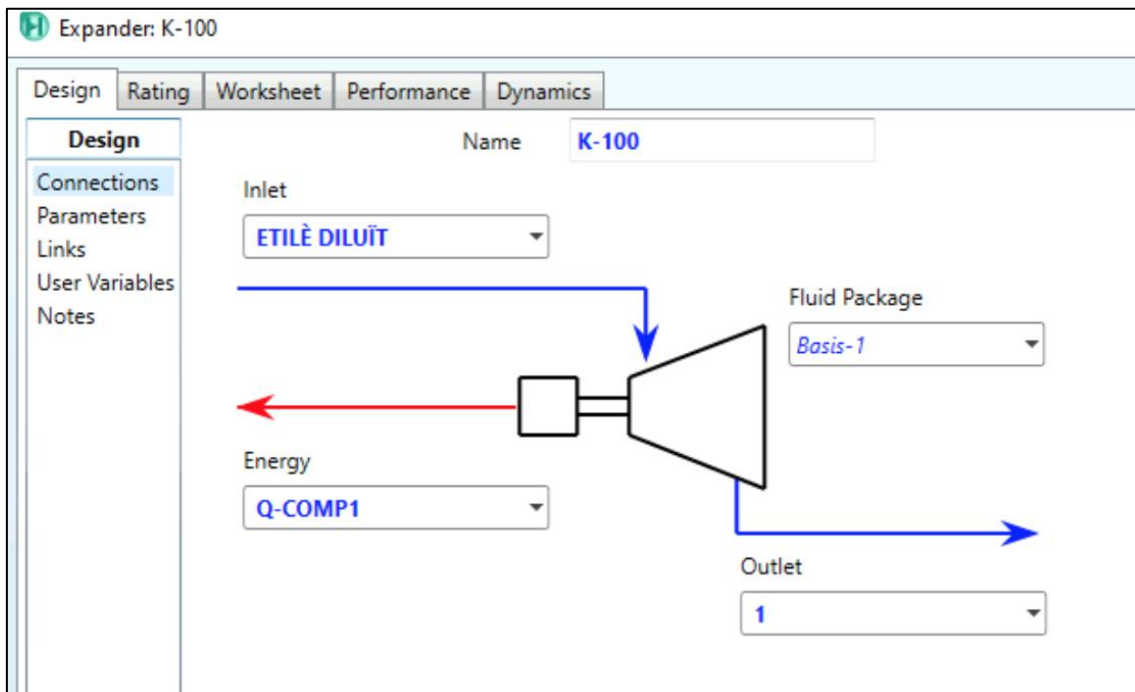 Expander: K-100
Design Rating Worksheet Performance Dynamics
Design
Connections
Parameters
Links
User Variables
Notes
Name K-100
Inlet
ETILÈ DILUÏT
Fluid Package
Basis-1
Energy
Q-COMP1
Outlet
1